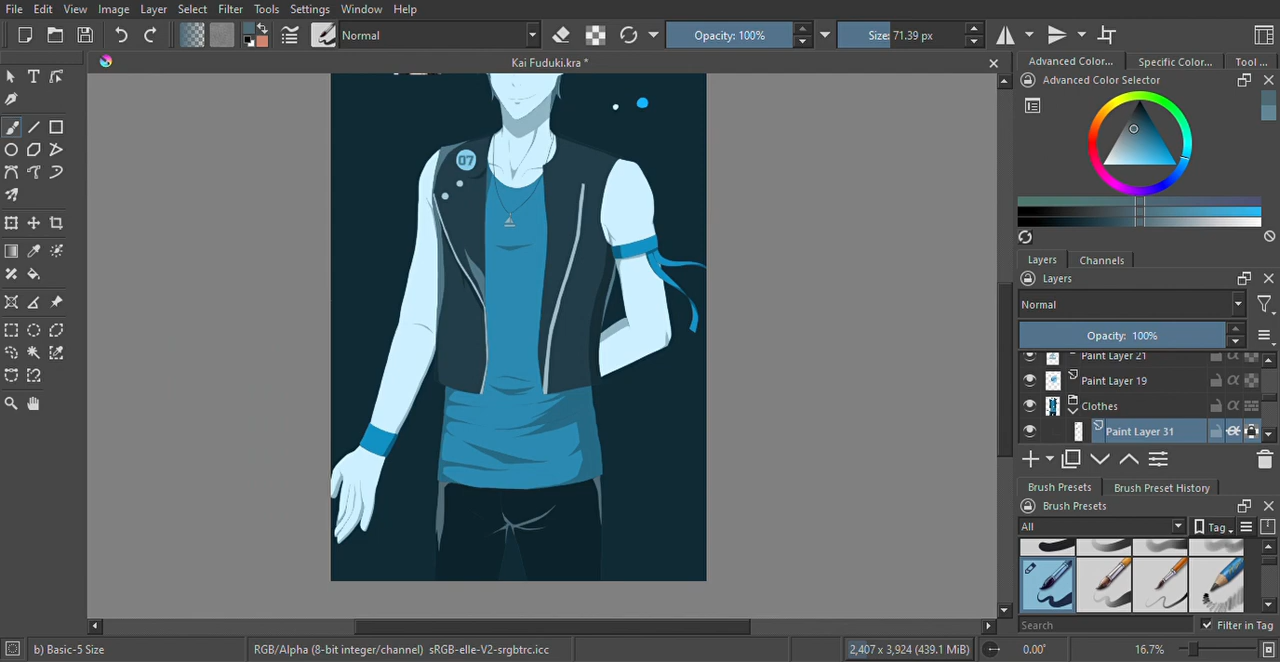 File Edit View Image Layer Select Filter Tools Settings Window Help
Normal Opacity: 100% Size: 71.39 px
Kai Fuduki.kra *
Advanced Color... Specific Color... Tool ...
Advanced Color Selector
07
Layers Channels
Layers
Normal
Opacity: 100%
Paint Layer 21
Paint Layer 19
Clothes
Paint Layer 31
Brush Presets Brush Preset History
Brush Presets
All Tag
Search Filter in Tag
b) Basic-5 Size RGB/Alpha (8-bit integer/channel) sRGB-elle-V2-srgbtrc.icc 2,407 x 3,924 (439.1 MiB) 0.00° 16.7%